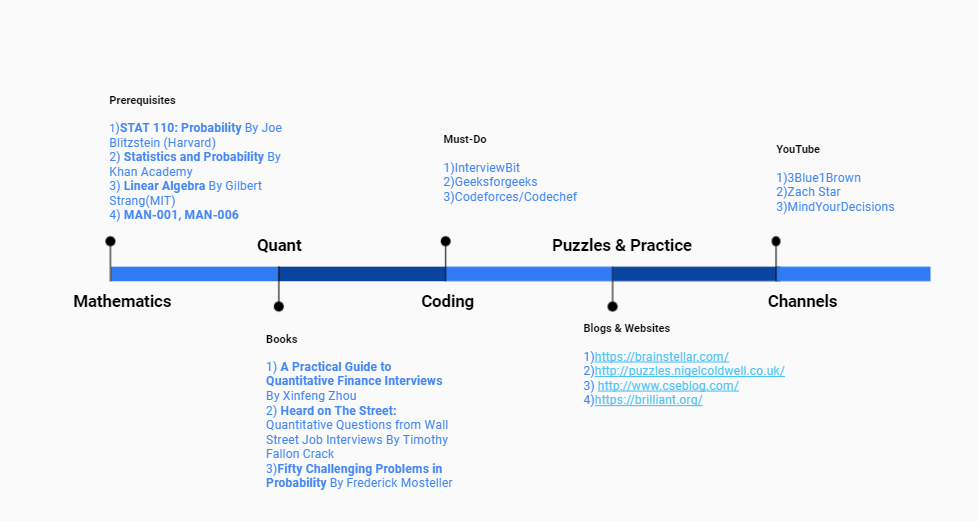 Prerequisites
1)STAT 110: Probability By Joe
Blitzstein (Harvard)
2) Statistics and Probability By
Khan Academy
3) Linear Algebra By Gilbert
Strang(MIT)
4) MAN-001, MAN-006
Must-Do
1)InterviewBit
2)Geeksforgeeks
3)Codeforces/Codechef
YouTube
1)3Blue1Brown
2)Zach Star
3)MindYourDecisions
Quant
Puzzles & Practice
Mathematics
Coding
Channels
Books
1) A Practical Guide to
Quantitative Finance Interviews
By Xinfeng Zhou
2) Heard on The Street:
Quantitative Questions from Wall
Street Job Interviews By Timothy
Fallon Crack
3)Fifty Challenging Problems in
Probability By Frederick Mosteller
Blogs & Websites
1)https://brainstellar.com/
2)http://puzzles.nigelcoldwell.co.uk/
3) http://www.cseblog.com/
4)https://brilliant.org/